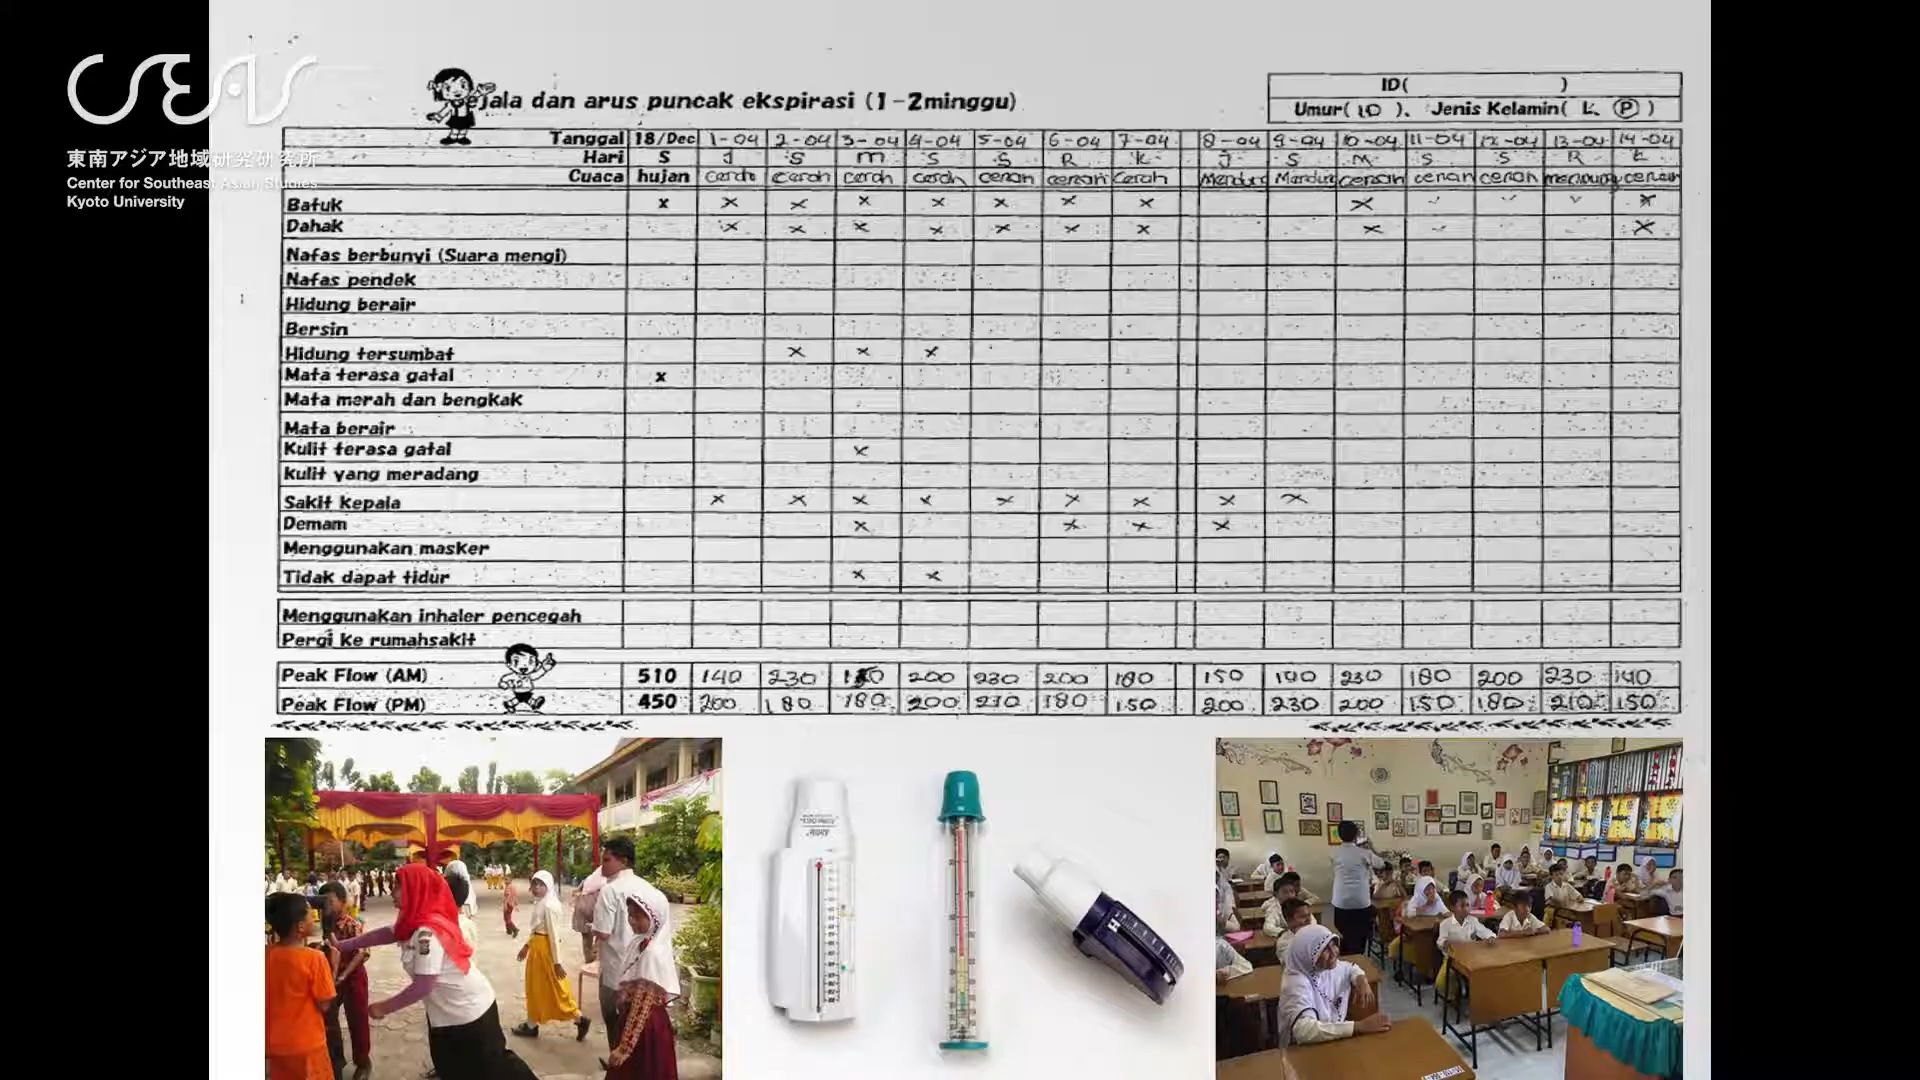 東南アジア地域研究研究所
Center for Southeast Asian Studies
Kyoto University
ejala dan arus puncak ekspirasi (1-2minggu)
ID( )
Umur( 10 ). Jenis Kelamin( L. P )
Tanggal 18/Dec 1-04 2-04 3-04 4-04 5-04 6-04 7-04 8-04 9-04 10-04 11-04 12-04 13-04 14-04
Hari S J S M S S R K J S M S S R K
Cuaca hujan Cerah Cerah Cerah Cerah cerah cerah Cerah cerah cerah cerah cerah
Batuk x x x x x x x x x x
Dahak x x x x x x x x x
Nafas berbunyi (Suara mengi)
Nafas pendek
Hidung berair
Bersin
Hidung tersumbat x x x
Mata terasa gatal x
Mata merah dan bengkak
Mata berair
Kulit terasa gatal x
Kulit yang meradang
Sakit kepala x x x x x x x x x
Demam x x x x
Menggunakan masker
Tidak dapat tidur x x
Menggunakan inhaler pencegah
Pergi ke rumahsakit
Peak Flow (AM) 510 140 230 200 230 200 180 150 230 180 200 230 140
Peak Flow (PM) 450 200 180 180 200 210 180 150 200 230 200 150 180 210 150